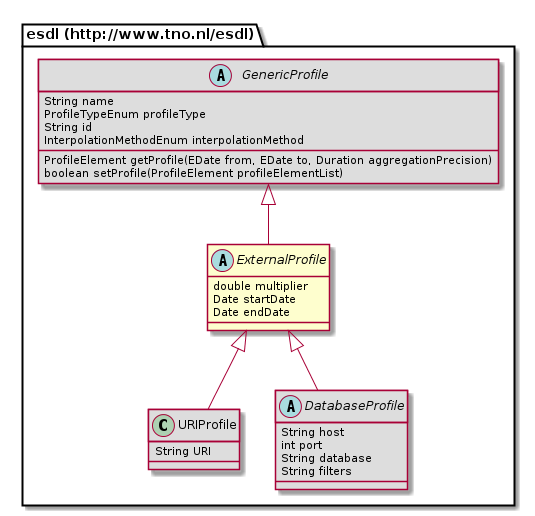 esdl (http://www.tno.nl/esdl)
A GenericProfile
String name
ProfileTypeEnum profileType
String id
InterpolationMethodEnum interpolationMethod
ProfileElement getProfile(EDate from, EDate to, Duration aggregationPrecision)
boolean setProfile(ProfileElement profileElementList)
A ExternalProfile
double multiplier
Date startDate
Date endDate
C URIProfile
String URI
A DatabaseProfile
String host
int port
String database
String filters